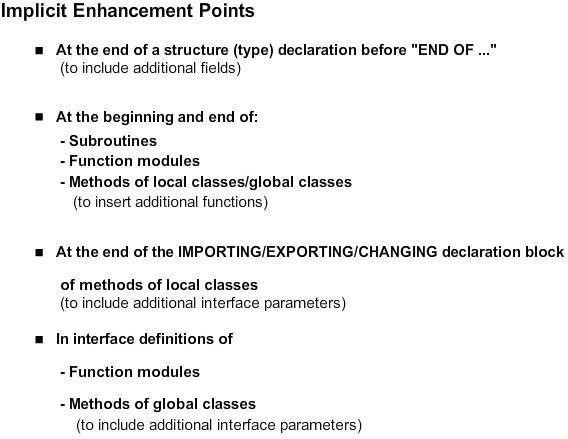 Implicit Enhancement Points
■ At the end of a structure (type) declaration before "END OF ..."
(to include additional fields)
■ At the beginning and end of:
- Subroutines
- Function modules
- Methods of local classes/global classes
(to insert additional functions)
■ At the end of the IMPORTING/EXPORTING/CHANGING declaration block
of methods of local classes
(to include additional interface parameters)
■ In interface definitions of
- Function modules
- Methods of global classes
(to include additional interface parameters)